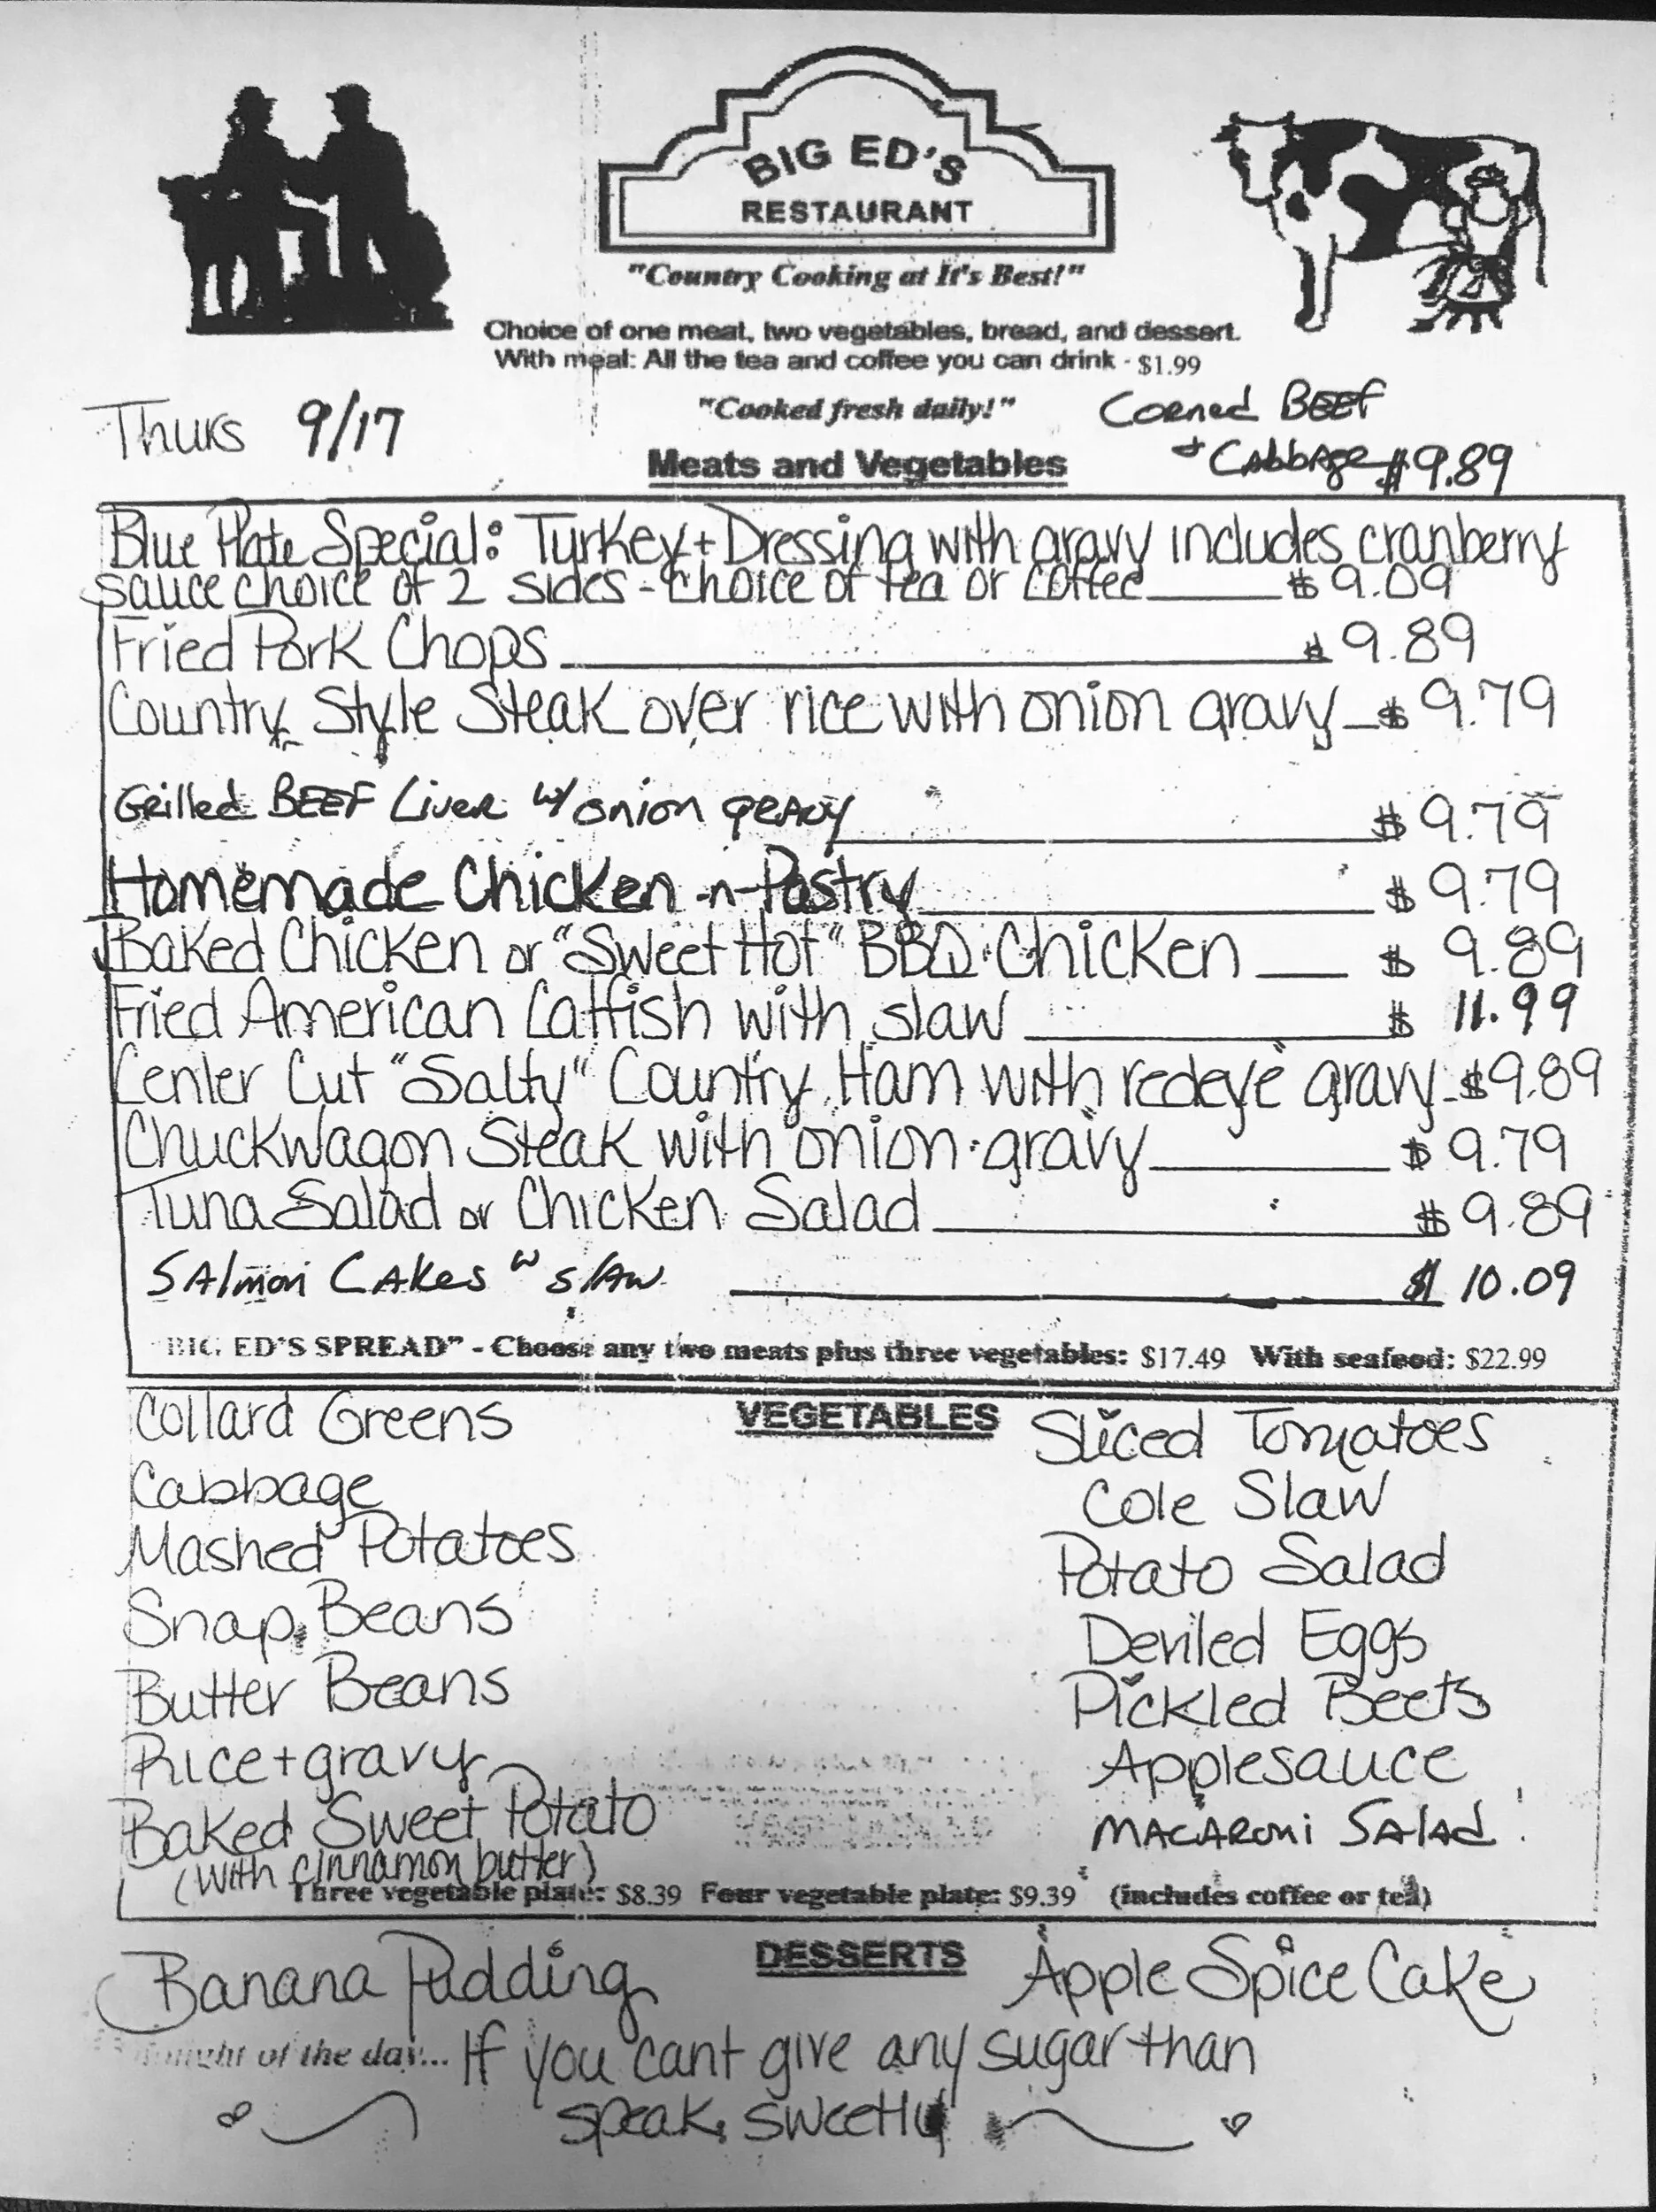 BIG ED'S
RESTAURANT
"Country Cooking at It's Best!"
Choice of one meat, two vegetables, bread, and dessert.
With meal: All the tea and coffee you can drink - $1.99
"Cooked fresh daily!"
Thurs 9/17
Corned BEEF
+ Cabbage $9.89
Meats and Vegetables
Blue Plate Special: Turkey + Dressing with gravy includes cranberry
sauce choice of 2 sides - choice of tea or coffee $9.09
Fried Pork Chops $9.89
Country Style Steak over rice with onion gravy $9.79
Grilled BEEF Liver w/ onion gravy $9.79
Homemade Chicken -n- Pastry $9.79
Baked Chicken or "Sweet Hot" BBQ Chicken $9.89
Fried American Catfish with slaw $11.99
Center Cut "Salty" Country Ham with redeye gravy - $9.89
Chuckwagon Steak with onion gravy $9.79
Tuna Salad or Chicken Salad $9.89
Salmon Cakes w slaw $10.09
"BIG ED'S SPREAD" - Choose any two meats plus three vegetables: $17.49 With seafood: $22.99
VEGETABLES
Collard Greens
Cabbage
Mashed Potatoes
Snap Beans
Butter Beans
Rice + gravy
Baked Sweet Potato
(with cinnamon butter)
Sliced Tomatoes
Cole Slaw
Potato Salad
Deviled Eggs
Pickled Beets
Applesauce
MACARONI SALAD
Three vegetable plate: $8.39 Four vegetable plate: $9.39 (includes coffee or tea)
DESSERTS
Banana Pudding
Apple Spice Cake
of the day... If you cant give any sugar than
speak sweetly